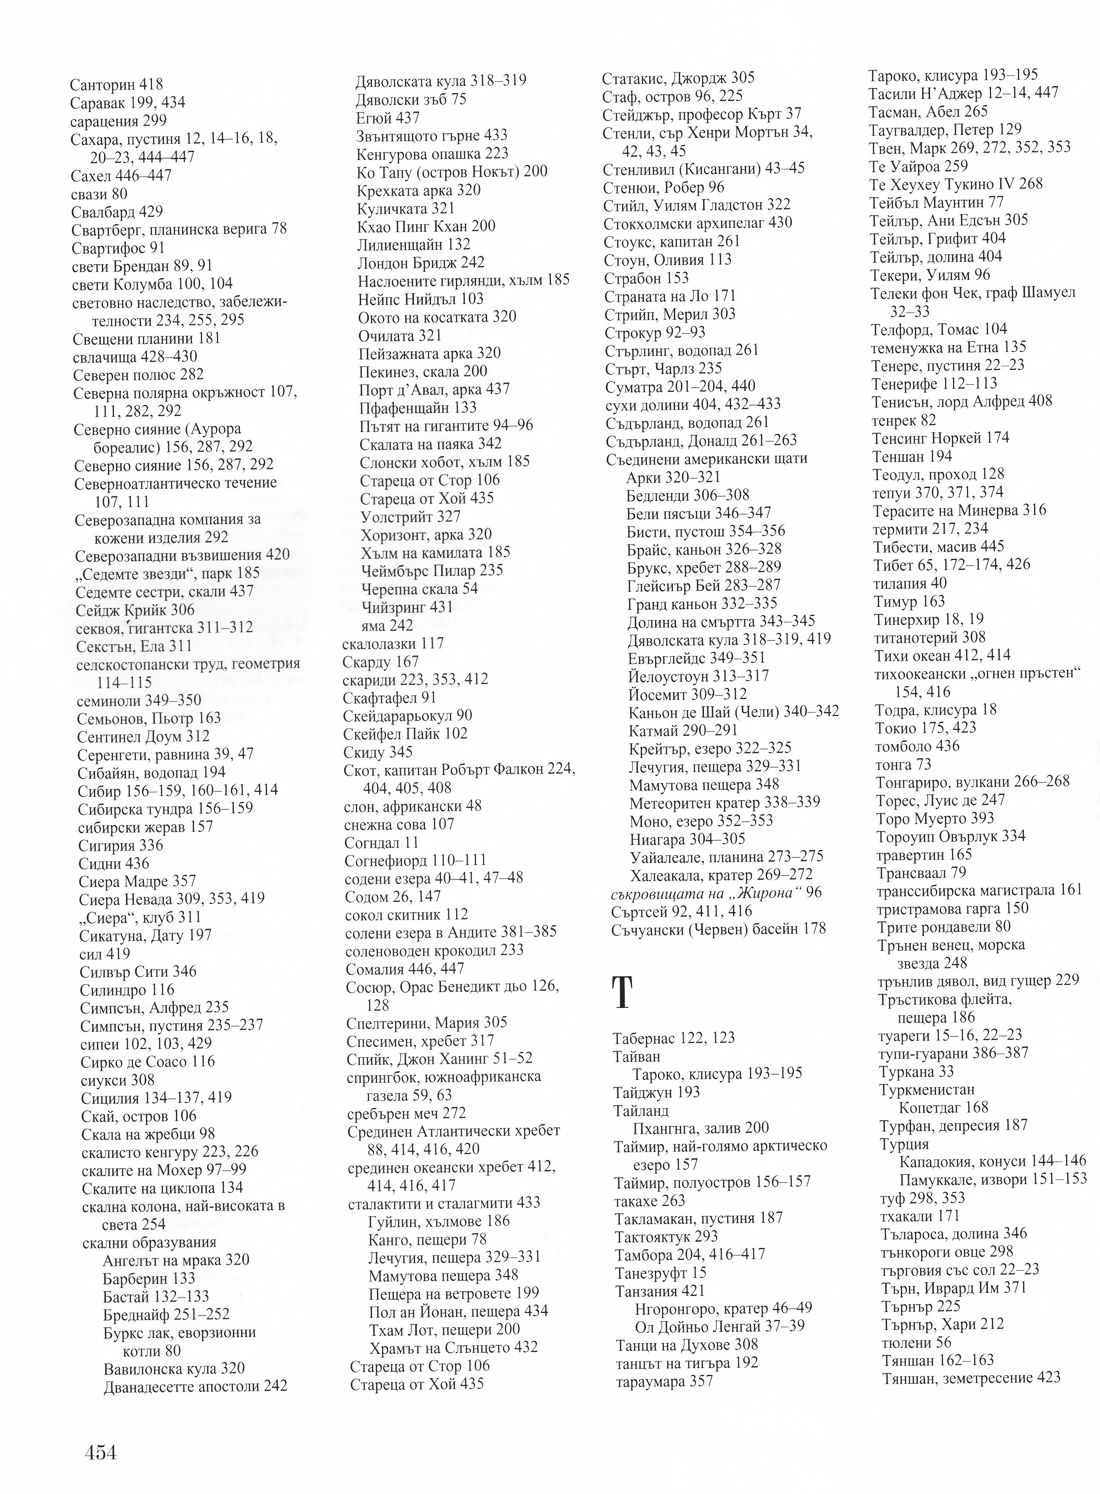 Санторин 418
Саравак 199, 434
сарацения 299
Сахара, пустиня 12, 14–16, 18,
20–23, 444–447
Сахел 446–447
свази 80
Свалбард 429
Свартберг, планинска верига 78
Свартифос 91
свети Брендан 89, 91
свети Колумба 100, 104
световно наследство, забележи-
телности 234, 255, 295
Свещени планини 181
свлачища 428–430
Северен полюс 282
Северна полярна окръжност 107,
111, 282, 292
Северно сияние (Аурора
бореалис) 156, 287, 292
Северно сияние 156, 287, 292
Североатлантическо течение
107, 111
Северозападна компания за
кожени изделия 292
Северозападни възвишения 420
„Седемте звезди“, парк 185
Седемте сестри, скали 437
Сейдж Крийк 306
секвоя, гигантска 311–312
Секстън, Ела 311
селскостопански труд, геометрия
114–115
семиноли 349–350
Семьонов, Пьотр 163
Сентинел Доум 312
Серенгети, равнина 39, 47
Сибайян, водопад 194
Сибир 156–159, 160–161, 414
Сибирска тундра 156–159
сибирски жерав 157
Сигирия 336
Сидни 436
Сиера Мадре 357
Сиера Невада 309, 353, 419
„Сиера“, клуб 311
Сикатуна, Дату 197
сил 419
Силвър Сити 346
Силиндро 116
Симпсън, Алфред 235
Симпсън, пустиня 235–237
сипеи 102, 103, 429
Сирко де Соасо 116
сиукси 308
Сицилия 134–137, 419
Скай, остров 106
Скала на жребци 98
скалисто кенгуру 223, 226
скалите на Мохер 97–99
Скалите на циклопа 134
скална колона, най-високата в
света 254
скални образувания
Ангелът на мрака 320
Барберин 133
Бастай 132–133
Бреднайф 251–252
Буркс лак, еворзионни
котли 80
Вавилонска кула 320
Дванадесетте апостоли 242
Дяволската кула 318–319
Дяволски зъб 75
Егюй 437
Звънтящото гърне 433
Кенгурова опашка 223
Ко Тапу (остров Нокът) 200
Крехката арка 320
Куличката 321
Кхао Пинг Кхан 200
Лилиенщайн 132
Лондон Бридж 242
Наслоените гирлянди, хълм 185
Нейпс Нийдъл 103
Окото на косатката 320
Очилата 321
Пейзажната арка 320
Пекинез, скала 200
Порт д’Авал, арка 437
Пфафенщайн 133
Пътят на гигантите 94–96
Скалата на паяка 342
Слонски хобот, хълм 185
Стареца от Стор 106
Стареца от Хой 435
Уолстрийт 327
Хоризонт, арка 320
Хълм на камилата 185
Чеймбърс Пилар 235
Черепна скала 54
Чийзринг 431
яма 242
скалолазки 117
Скарду 167
скариди 223, 353, 412
Скафтафел 91
Скейдарарьокул 90
Скейфел Пайк 102
Скиду 345
Скот, капитан Робърт Фалкон 224,
404, 405, 408
слон, африкански 48
снежна сова 107
Согндал 11
Согнефиорд 110–111
содени езера 40–41, 47–48
Содом 26, 147
сокол скитник 112
солени езера в Андите 381–385
соленоводен крокодил 233
Сомалия 446, 447
Сосюр, Орас Бенедикт дьо 126,
128
Спелтерини, Мария 305
Спесимен, хребет 317
Спийк, Джон Ханинг 51–52
спрингбок, южноафриканска
газела 59, 63
сребърен меч 272
Срединен Атлантически хребет
88, 414, 416, 420
срединен океански хребет 412,
414, 416, 417
сталактити и сталагмити 433
Гуйлин, хълмове 186
Канго, пещери 78
Лечугия, пещера 329–331
Мамутова пещера 348
Пещера на ветровете 199
Пол ан Йонан, пещера 434
Тхам Лот, пещери 200
Храмът на Слънцето 432
Стареца от Стор 106
Стареца от Хой 435
Статакис, Джордж 305
Стаф, остров 96, 225
Стейджър, професор Кърт 37
Стенли, сър Хенри Мортън 34,
42, 43, 45
Стенливил (Кисангани) 43–45
Стенюи, Робер 96
Стийл, Уилям Гладстон 322
Стокхолмски архипелаг 430
Стоукс, капитан 261
Стоун, Оливия 113
Страбон 153
Страната на Ло 171
Стрийп, Мерил 303
Строкур 92–93
Стърлинг, водопад 261
Стърт, Чарлз 235
Суматра 201–204, 440
сухи долини 404, 432–433
Съдърланд, водопад 261
Съдърланд, Доналд 261–263
Съединени американски щати
Арки 320–321
Бедленди 306–308
Бели пясъци 346–347
Бисти, пустош 354–356
Брайс, каньон 326–328
Брукс, хребет 288–289
Глейсиър Бей 283–287
Гранд каньон 332–335
Долина на смъртта 343–345
Дяволската кула 318–319, 419
Евърглейдс 349–351
Йелоустоун 313–317
Йосемит 309–312
Каньон де Шай (Чели) 340–342
Катмай 290–291
Крейтър, езеро 322–325
Лечугия, пещера 329–331
Мамутова пещера 348
Метеоритен кратер 338–339
Моно, езеро 352–353
Ниагара 304–305
Уайалеале, планина 273–275
Халеакала, кратер 269–272
съкровищата на „Жирона“ 96
Съртсей 92, 411, 416
Съчуански (Червен) басейн 178
Т
Табернас 122, 123
Тайван
Тароко, клисура 193–195
Тайджун 193
Тайланд
Пхангнга, залив 200
Таймир, най-голямо арктическо
езеро 157
Таймир, полуостров 156–157
такахе 263
Такламакан, пустиня 187
Тактояктук 293
Тамбора 204, 416–417
Танезруфт 15
Танзания 421
Нгоронгоро, кратер 46–49
Ол Дойньо Ленгай 37–39
Танци на Духове 308
танцът на тигъра 192
тараумара 357
Тароко, клисура 193–195
Тасили Н’Аджер 12–14, 447
Тасман, Абел 265
Таугвалдер, Петер 129
Твен, Марк 269, 272, 352, 353
Те Уайроа 259
Те Хеухеу Тукино IV 268
Тейбъл Маунтин 77
Тейлър, Ани Едсън 305
Тейлър, Грифит 404
Тейлър, долина 404
Текери, Уилям 96
Телеки фон Чек, граф Шамуел
32–33
Телфорд, Томас 104
теменужка на Етна 135
Тенере, пустиня 22–23
Тенерифе 112–113
Тенисън, лорд Алфред 408
тенрек 82
Тенсинг Норкей 174
Теншан 194
Теодул, проход 128
тепуи 370, 371, 374
Терасите на Минерва 316
термити 217, 234
Тибести, масив 445
Тибет 65, 172–174, 426
тилапия 40
Тимур 163
Тинерхир 18, 19
титанотерий 308
Тихи океан 412, 414
тихоокеански „огнен пръстен“
154, 416
Тодра, клисура 18
Токио 175, 423
томболо 436
тонга 73
Тонгариро, вулкани 266–268
Торес, Луис де 247
Торо Муерто 393
Тороуип Овърлук 334
травертин 165
Трансваал 79
транссибирска магистрала 161
тристрамова гарга 150
Трите рондавели 80
Трънен венец, морска
звезда 248
трънлив дявол, вид гущер 229
Тръстикова флейта,
пещера 186
туареги 15–16, 22–23
тупи-гуарани 386–387
Туркана 33
Туркменистан
Копетдаг 168
Турфан, депресия 187
Турция
Кападокия, конуси 144–146
Памуккале, извори 151–153
туф 298, 353
тхакали 171
Тълароса, долина 346
тънкороги овце 298
търговия със сол 22–23
Търн, Иврард Им 371
Търнър 225
Търнър, Хари 212
тюлени 56
Тяншан 162–163
Тяншан, земетресение 423
454